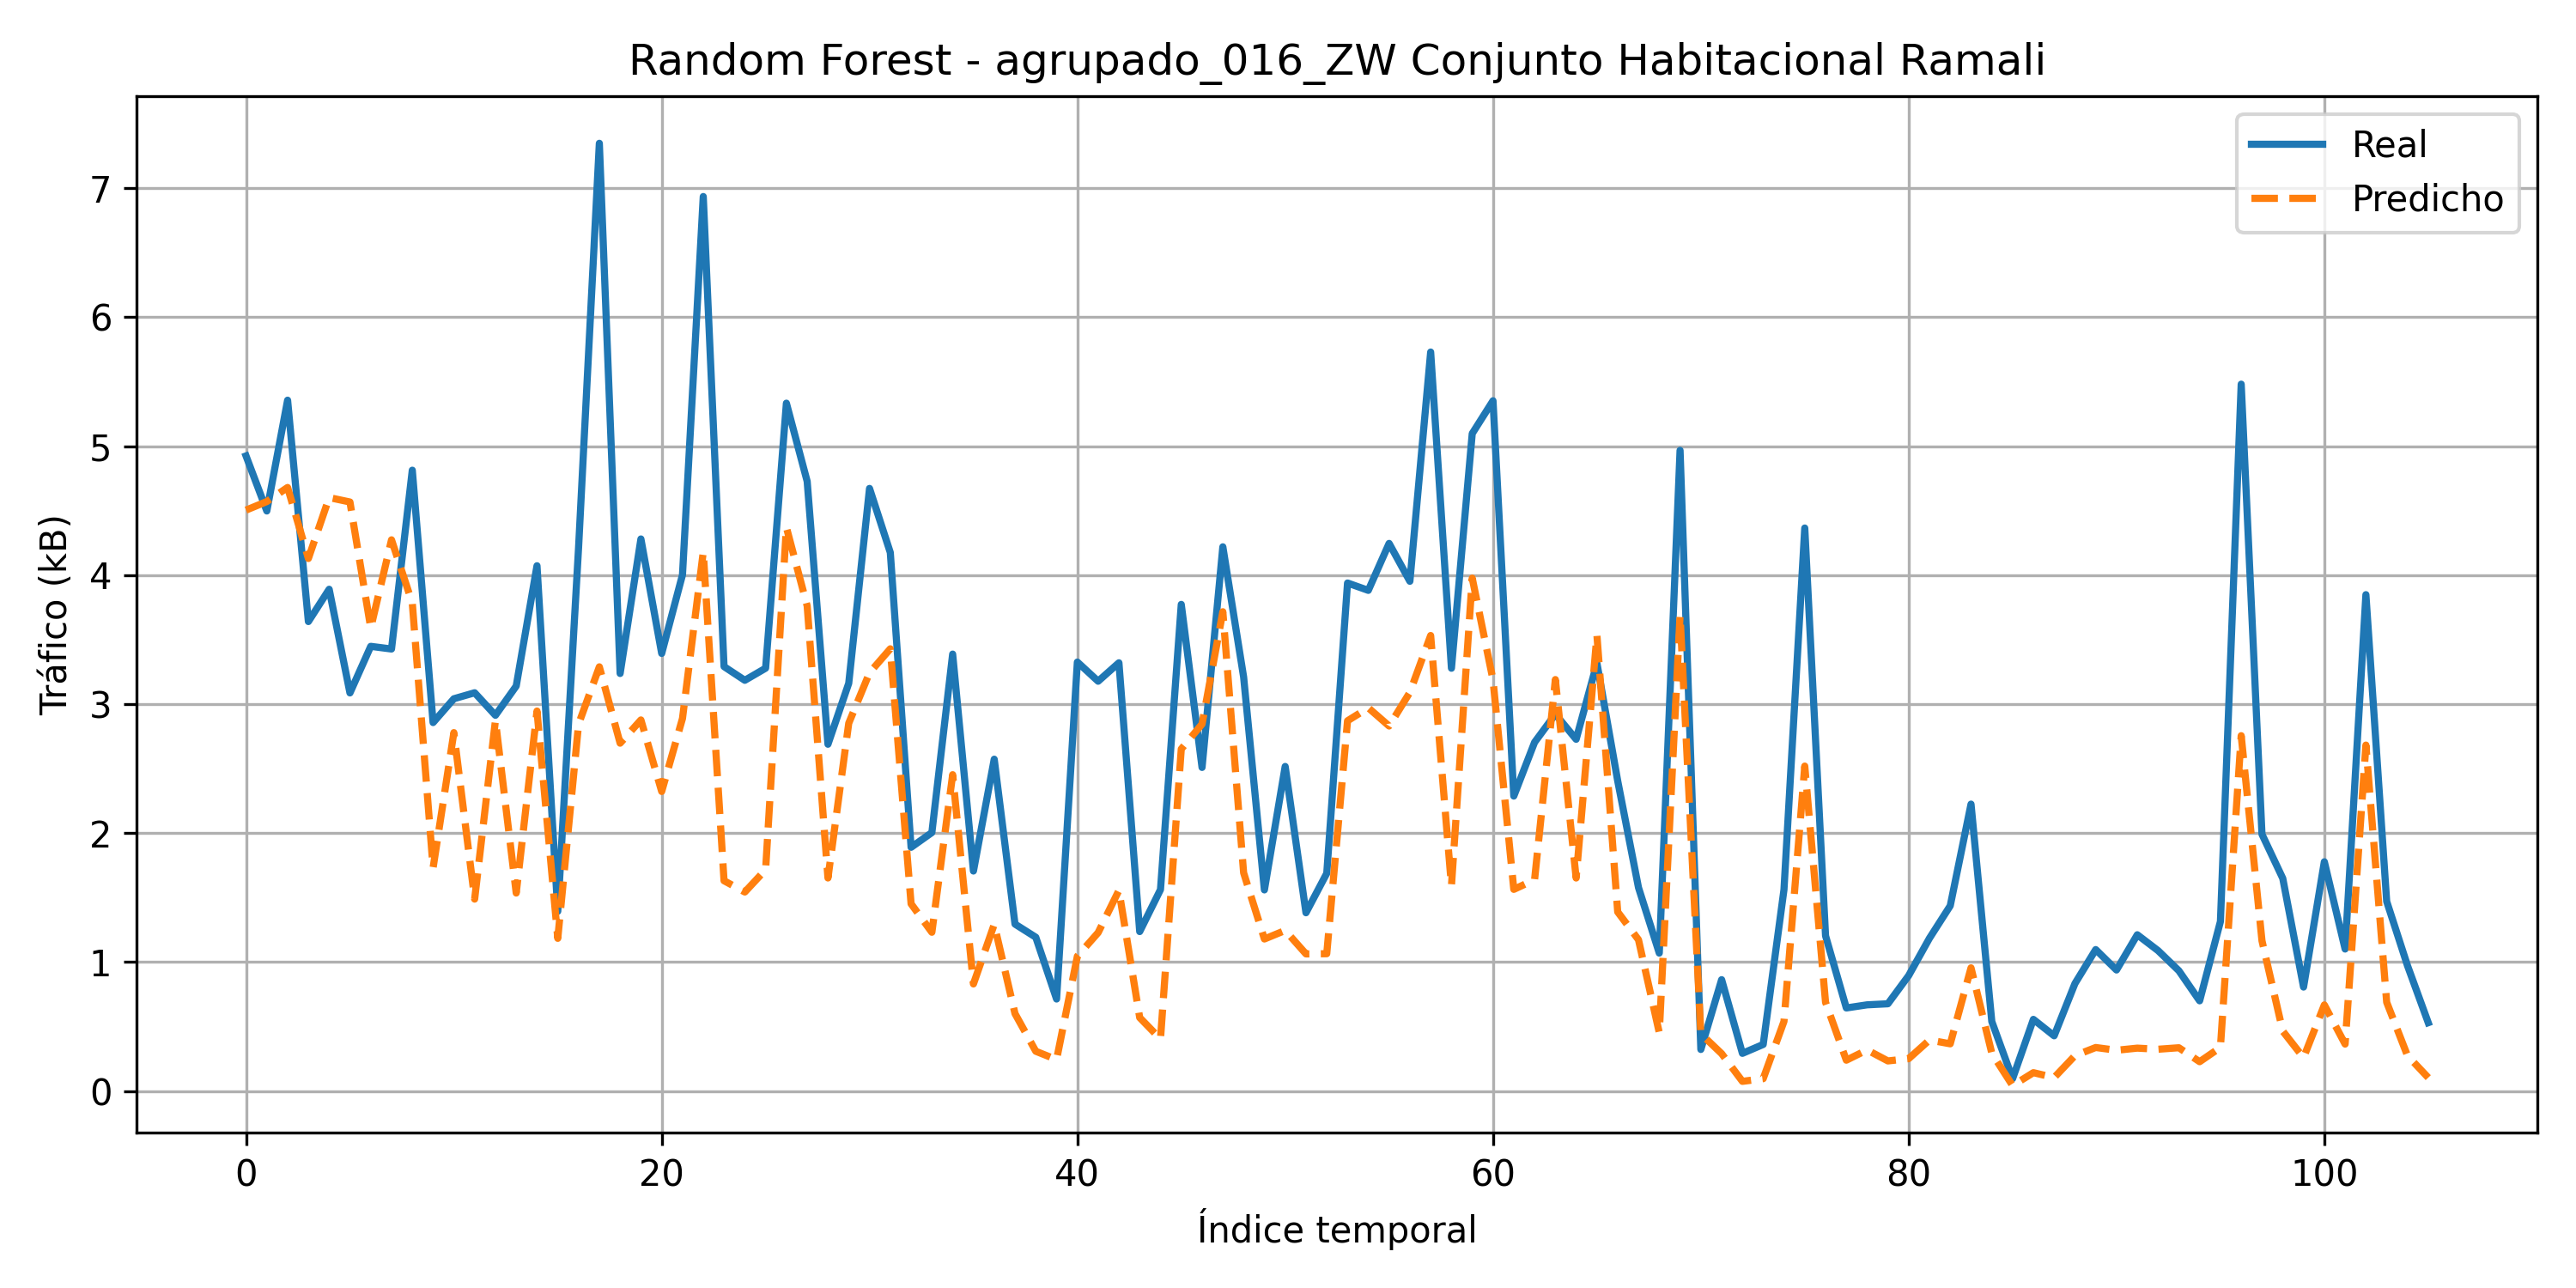 Random Forest - agrupado_016_ZW Conjunto Habitacional Ramali
Real
Predicho
Tráfico (kB)
7
6
5
4
3
2
1
0
0 20 40 60 80 100
Índice temporal